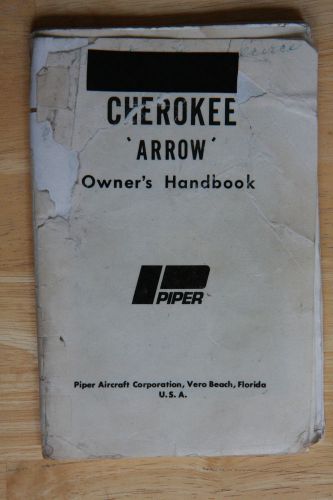 CHEROKEE
'ARROW'
Owner's Handbook
PIPER
Piper Aircraft Corporation, Vero Beach, Florida
U.S.A.